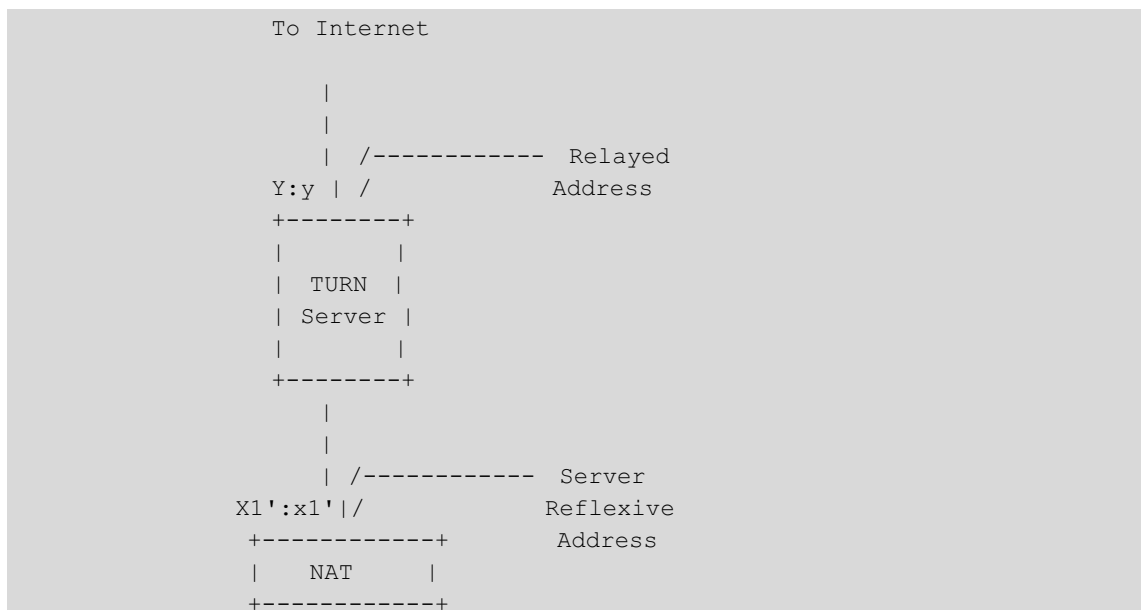 To Internet
|
|
| /------------ Relayed
Y:y | / Address
+--------+
| |
| TURN |
| Server |
| |
+--------+
|
|
| /------------ Server
X1':x1'|/ Reflexive
+------------+ Address
| NAT |
+------------+